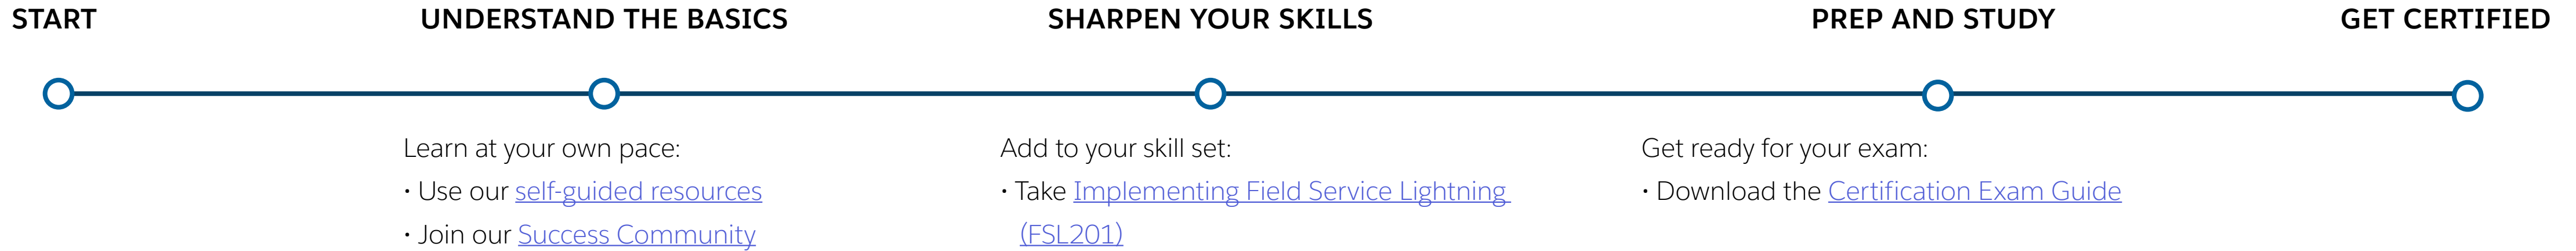 START
UNDERSTAND THE BASICS
SHARPEN YOUR SKILLS
PREP AND STUDY
GET CERTIFIED
Learn at your own pace:
• Use our self-guided resources
• Join our Success Community
Add to your skill set:
• Take Implementing Field Service Lightning
(FSL201)
Get ready for your exam:
• Download the Certification Exam Guide